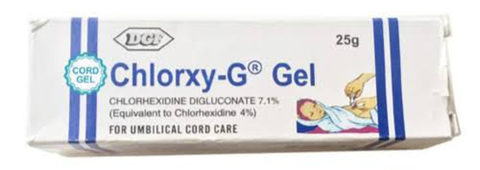 DGF
25g
CORD
GEL
Chlorxy-G® Gel
CHLORHEXIDINE DIGLUCONATE 7.1%
(Equivalent to Chlorhexidine 4%)
FOR UMBILICAL CORD CARE